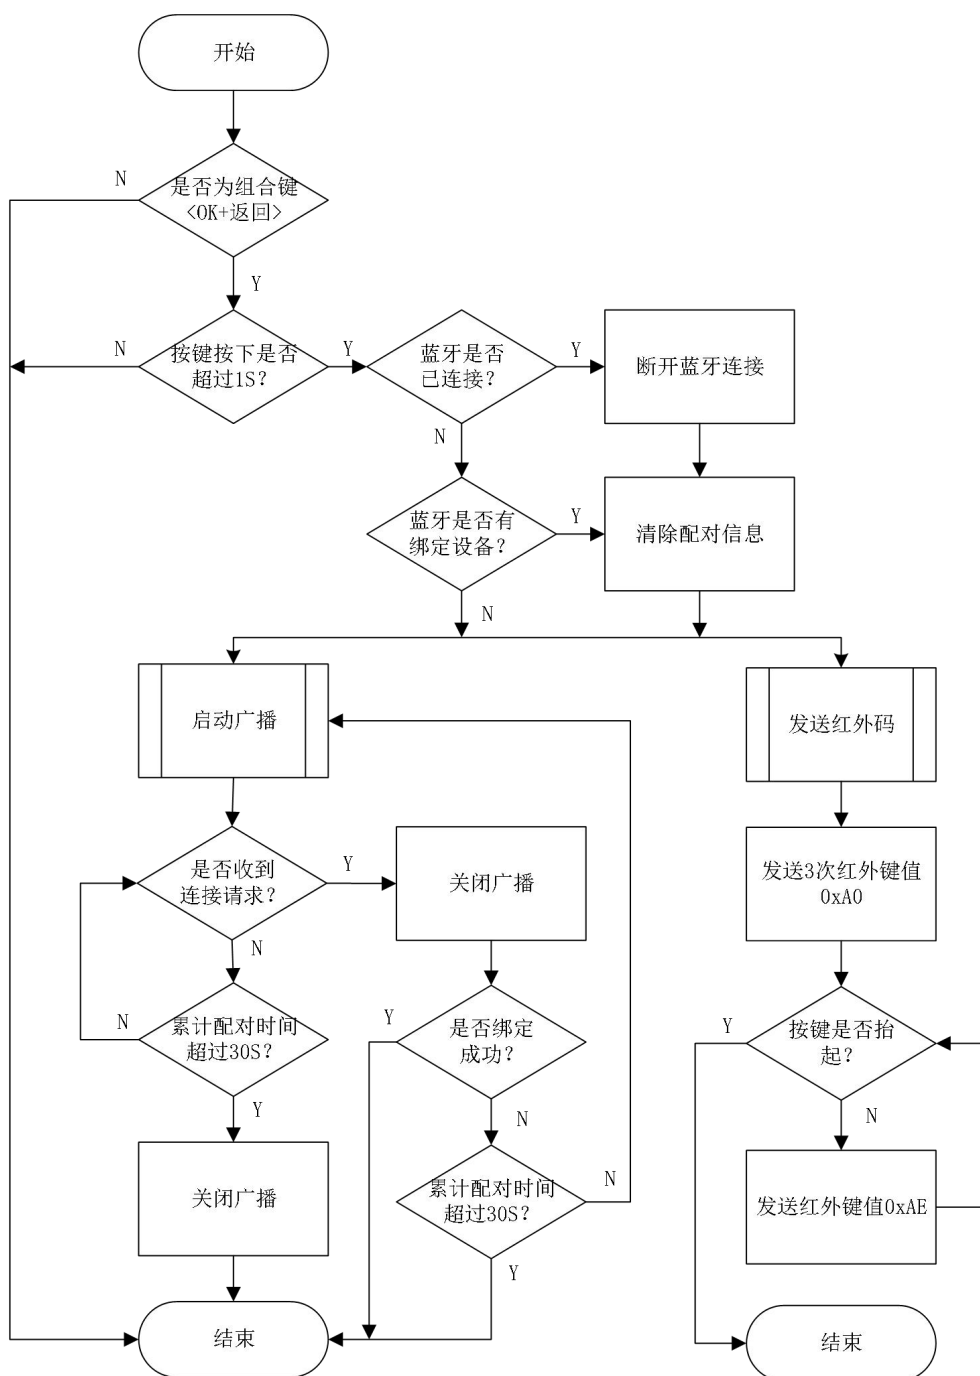 开始
N
是否为组合键
<OK+返回>
Y
N
按键按下是否
超过1S?
Y
蓝牙是否
已连接?
Y
断开蓝牙连接
N
蓝牙是否有
绑定设备?
Y
清除配对信息
N
启动广播
发送红外码
是否收到
连接请求?
Y
关闭广播
发送3次红外键值
0xA0
N
N
累计配对时间
超过30S?
Y
是否绑定
成功?
Y
按键是否抬
起?
Y
N
N
关闭广播
累计配对时间
超过30S?
N
发送红外键值0xAE
Y
结束
结束